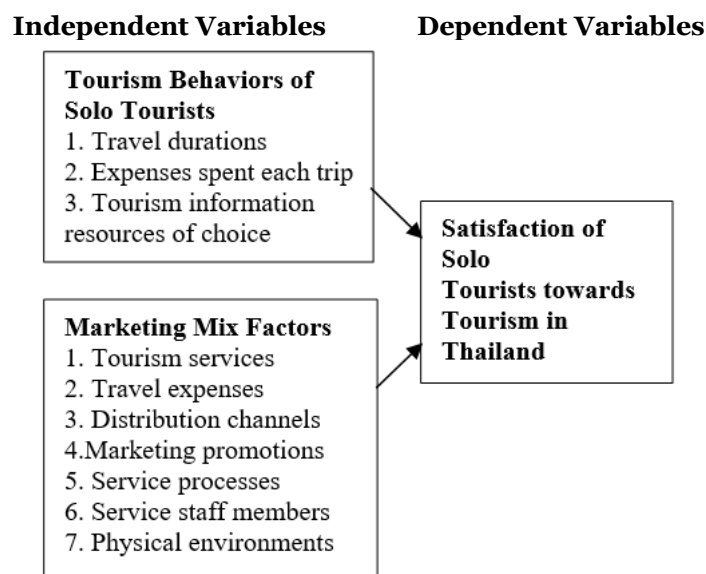 Independent Variables
Dependent Variables
Tourism Behaviors of
Solo Tourists
1. Travel durations
2. Expenses spent each trip
3. Tourism information
resources of choice
Marketing Mix Factors
1. Tourism services
2. Travel expenses
3. Distribution channels
4.Marketing promotions
5. Service processes
6. Service staff members
7. Physical environments
Satisfaction of
Solo
Tourists towards
Tourism in
Thailand